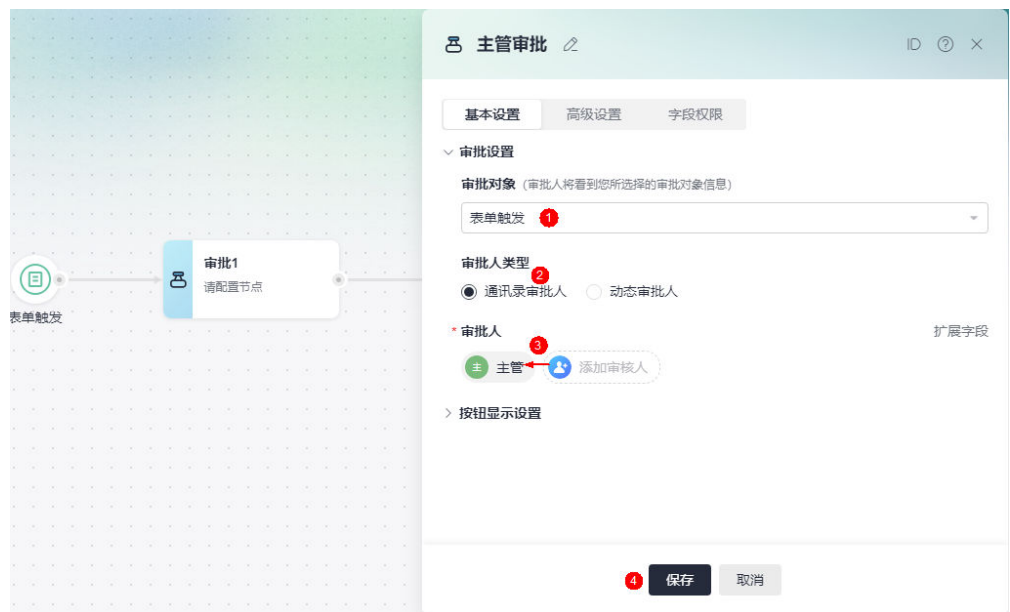 主管审批
ID
基本设置 高级设置 字段权限
审批设置
审批对象 (审批人将看到您所选择的审批对象信息)
表单触发 1
审批人类型
2
通讯录审批人 动态审批人
* 审批人 扩展字段
3
主 主管 添加审核人
按钮显示设置
4 保存 取消
审批1
请配置节点
表单触发